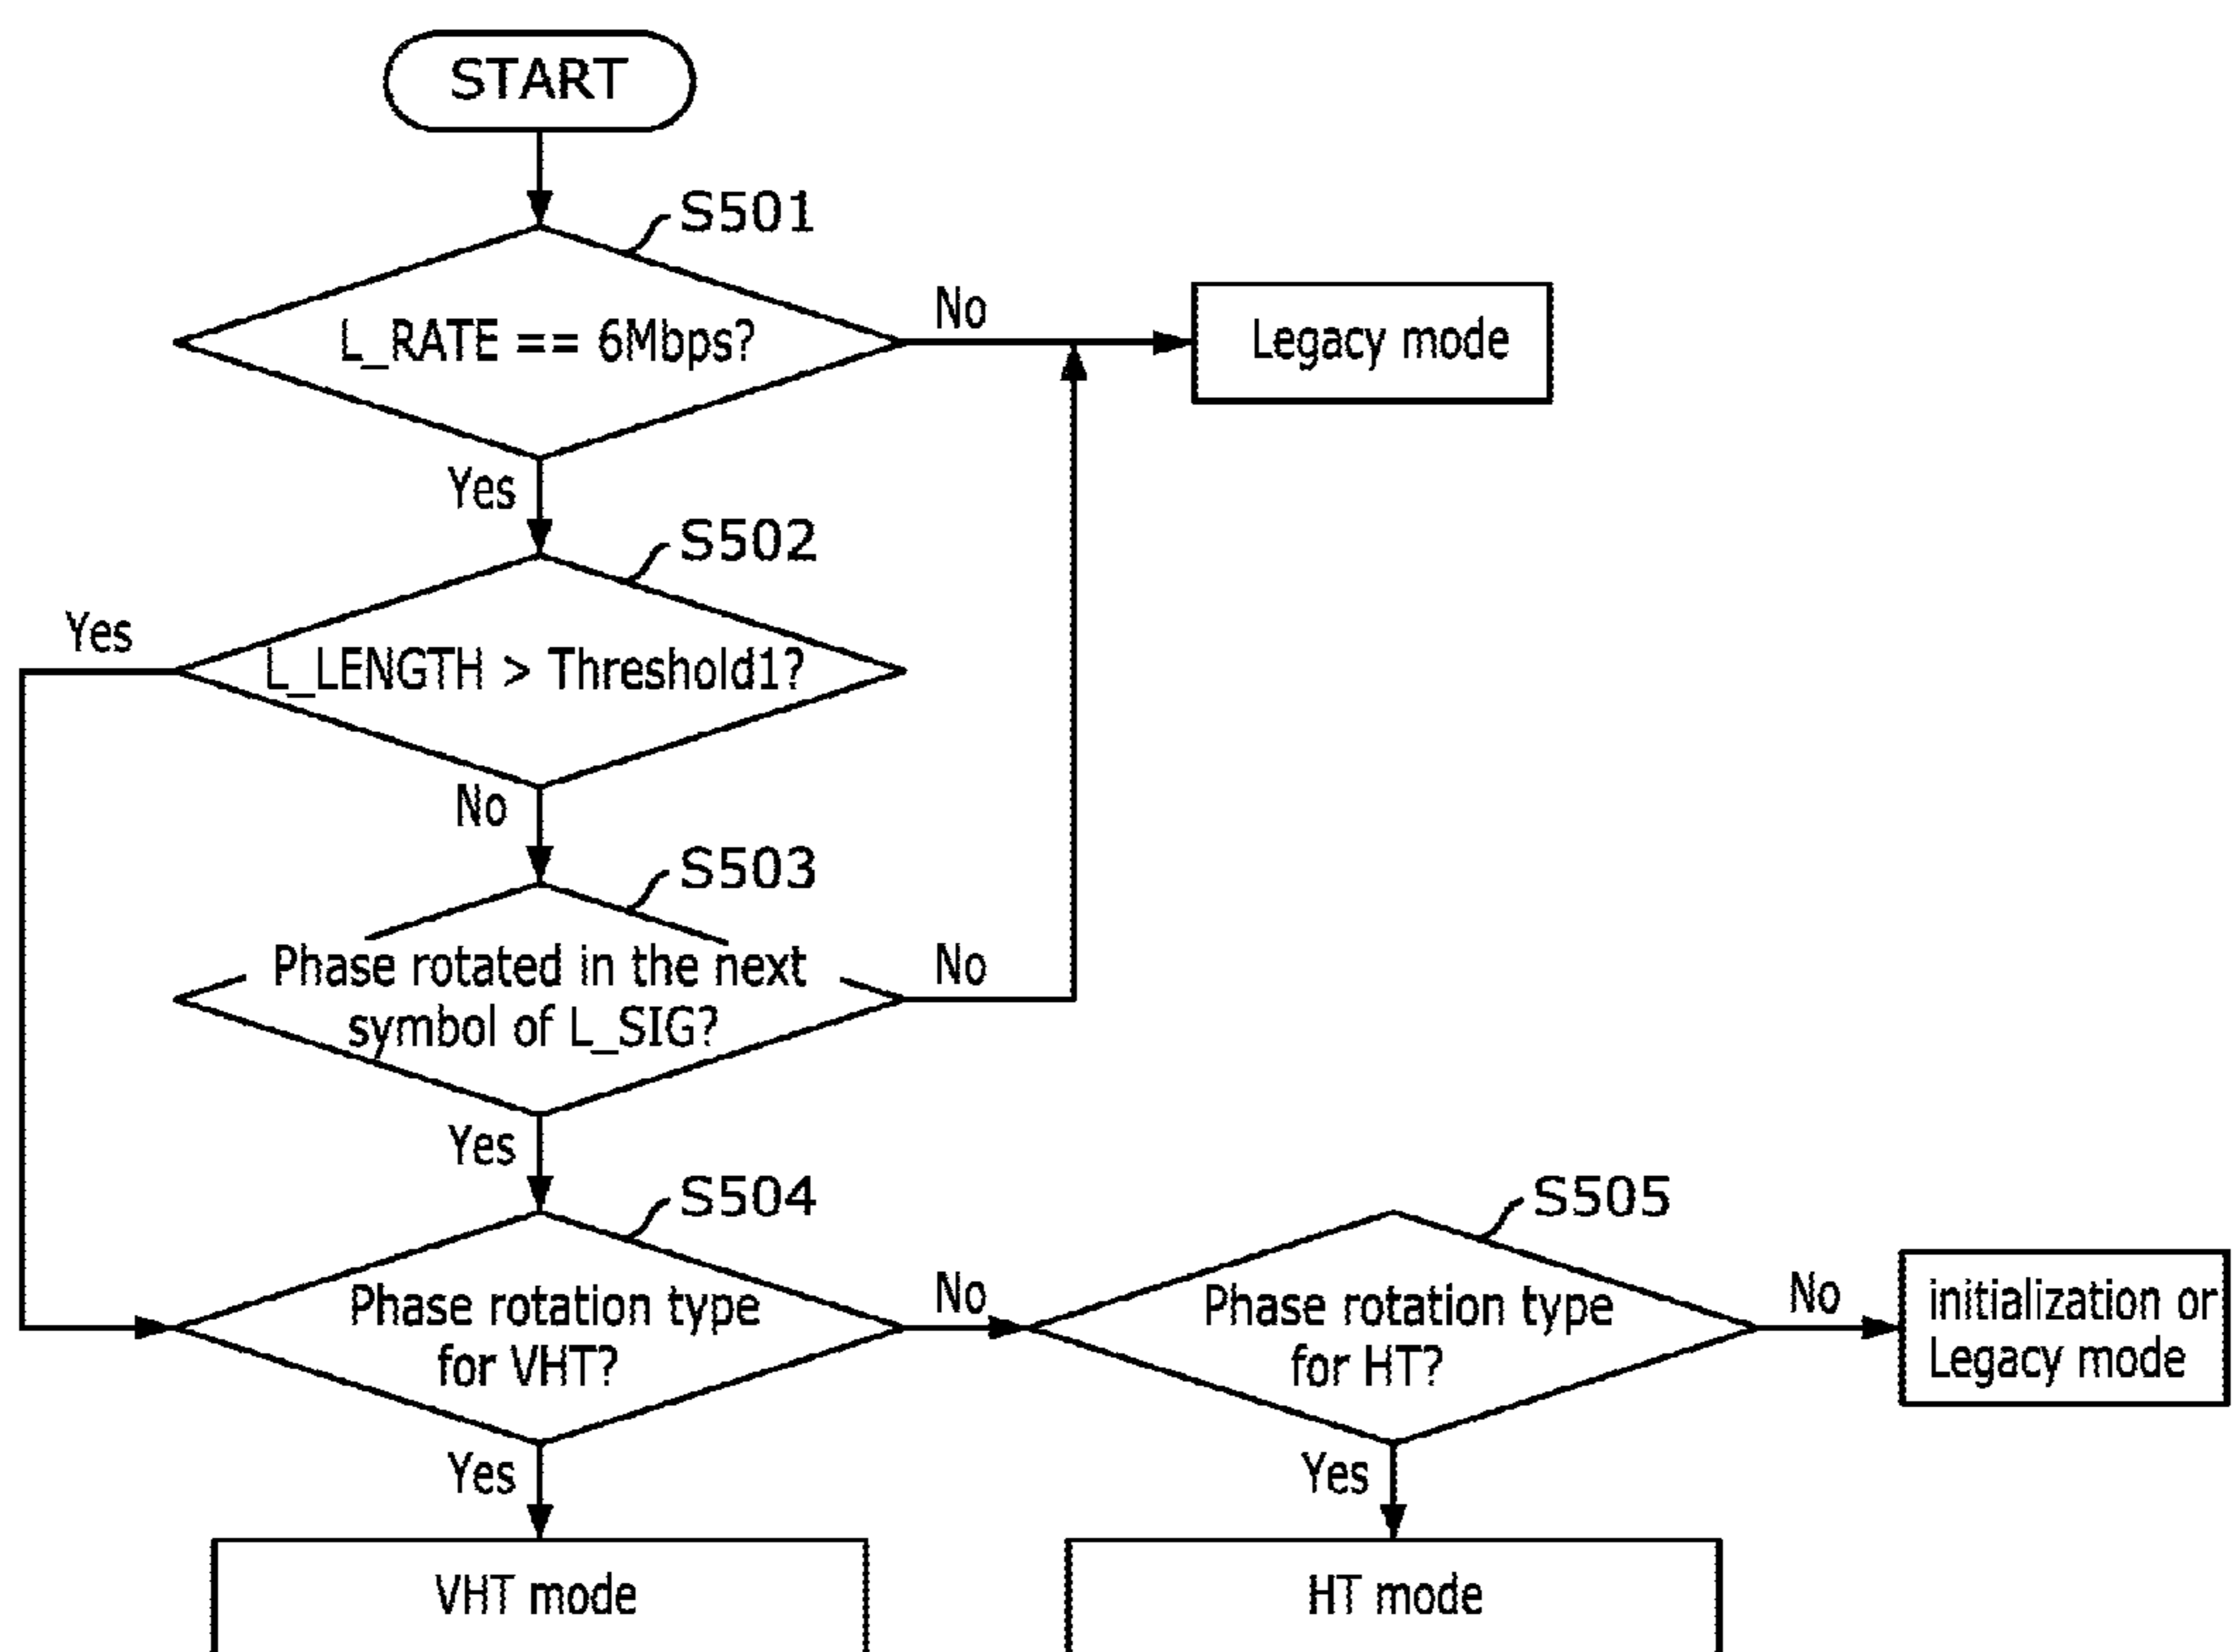 START
S501
L_RATE == 6Mbps?
No
Legacy mode
Yes
S502
Yes
L_LENGTH > Threshold1?
No
S503
Phase rotated in the next
symbol of L_SIG?
No
Yes
S504
Phase rotation type
for VHT?
No
S505
Phase rotation type
for HT?
No
initialization or
Legacy mode
Yes
Yes
VHT mode
HT mode